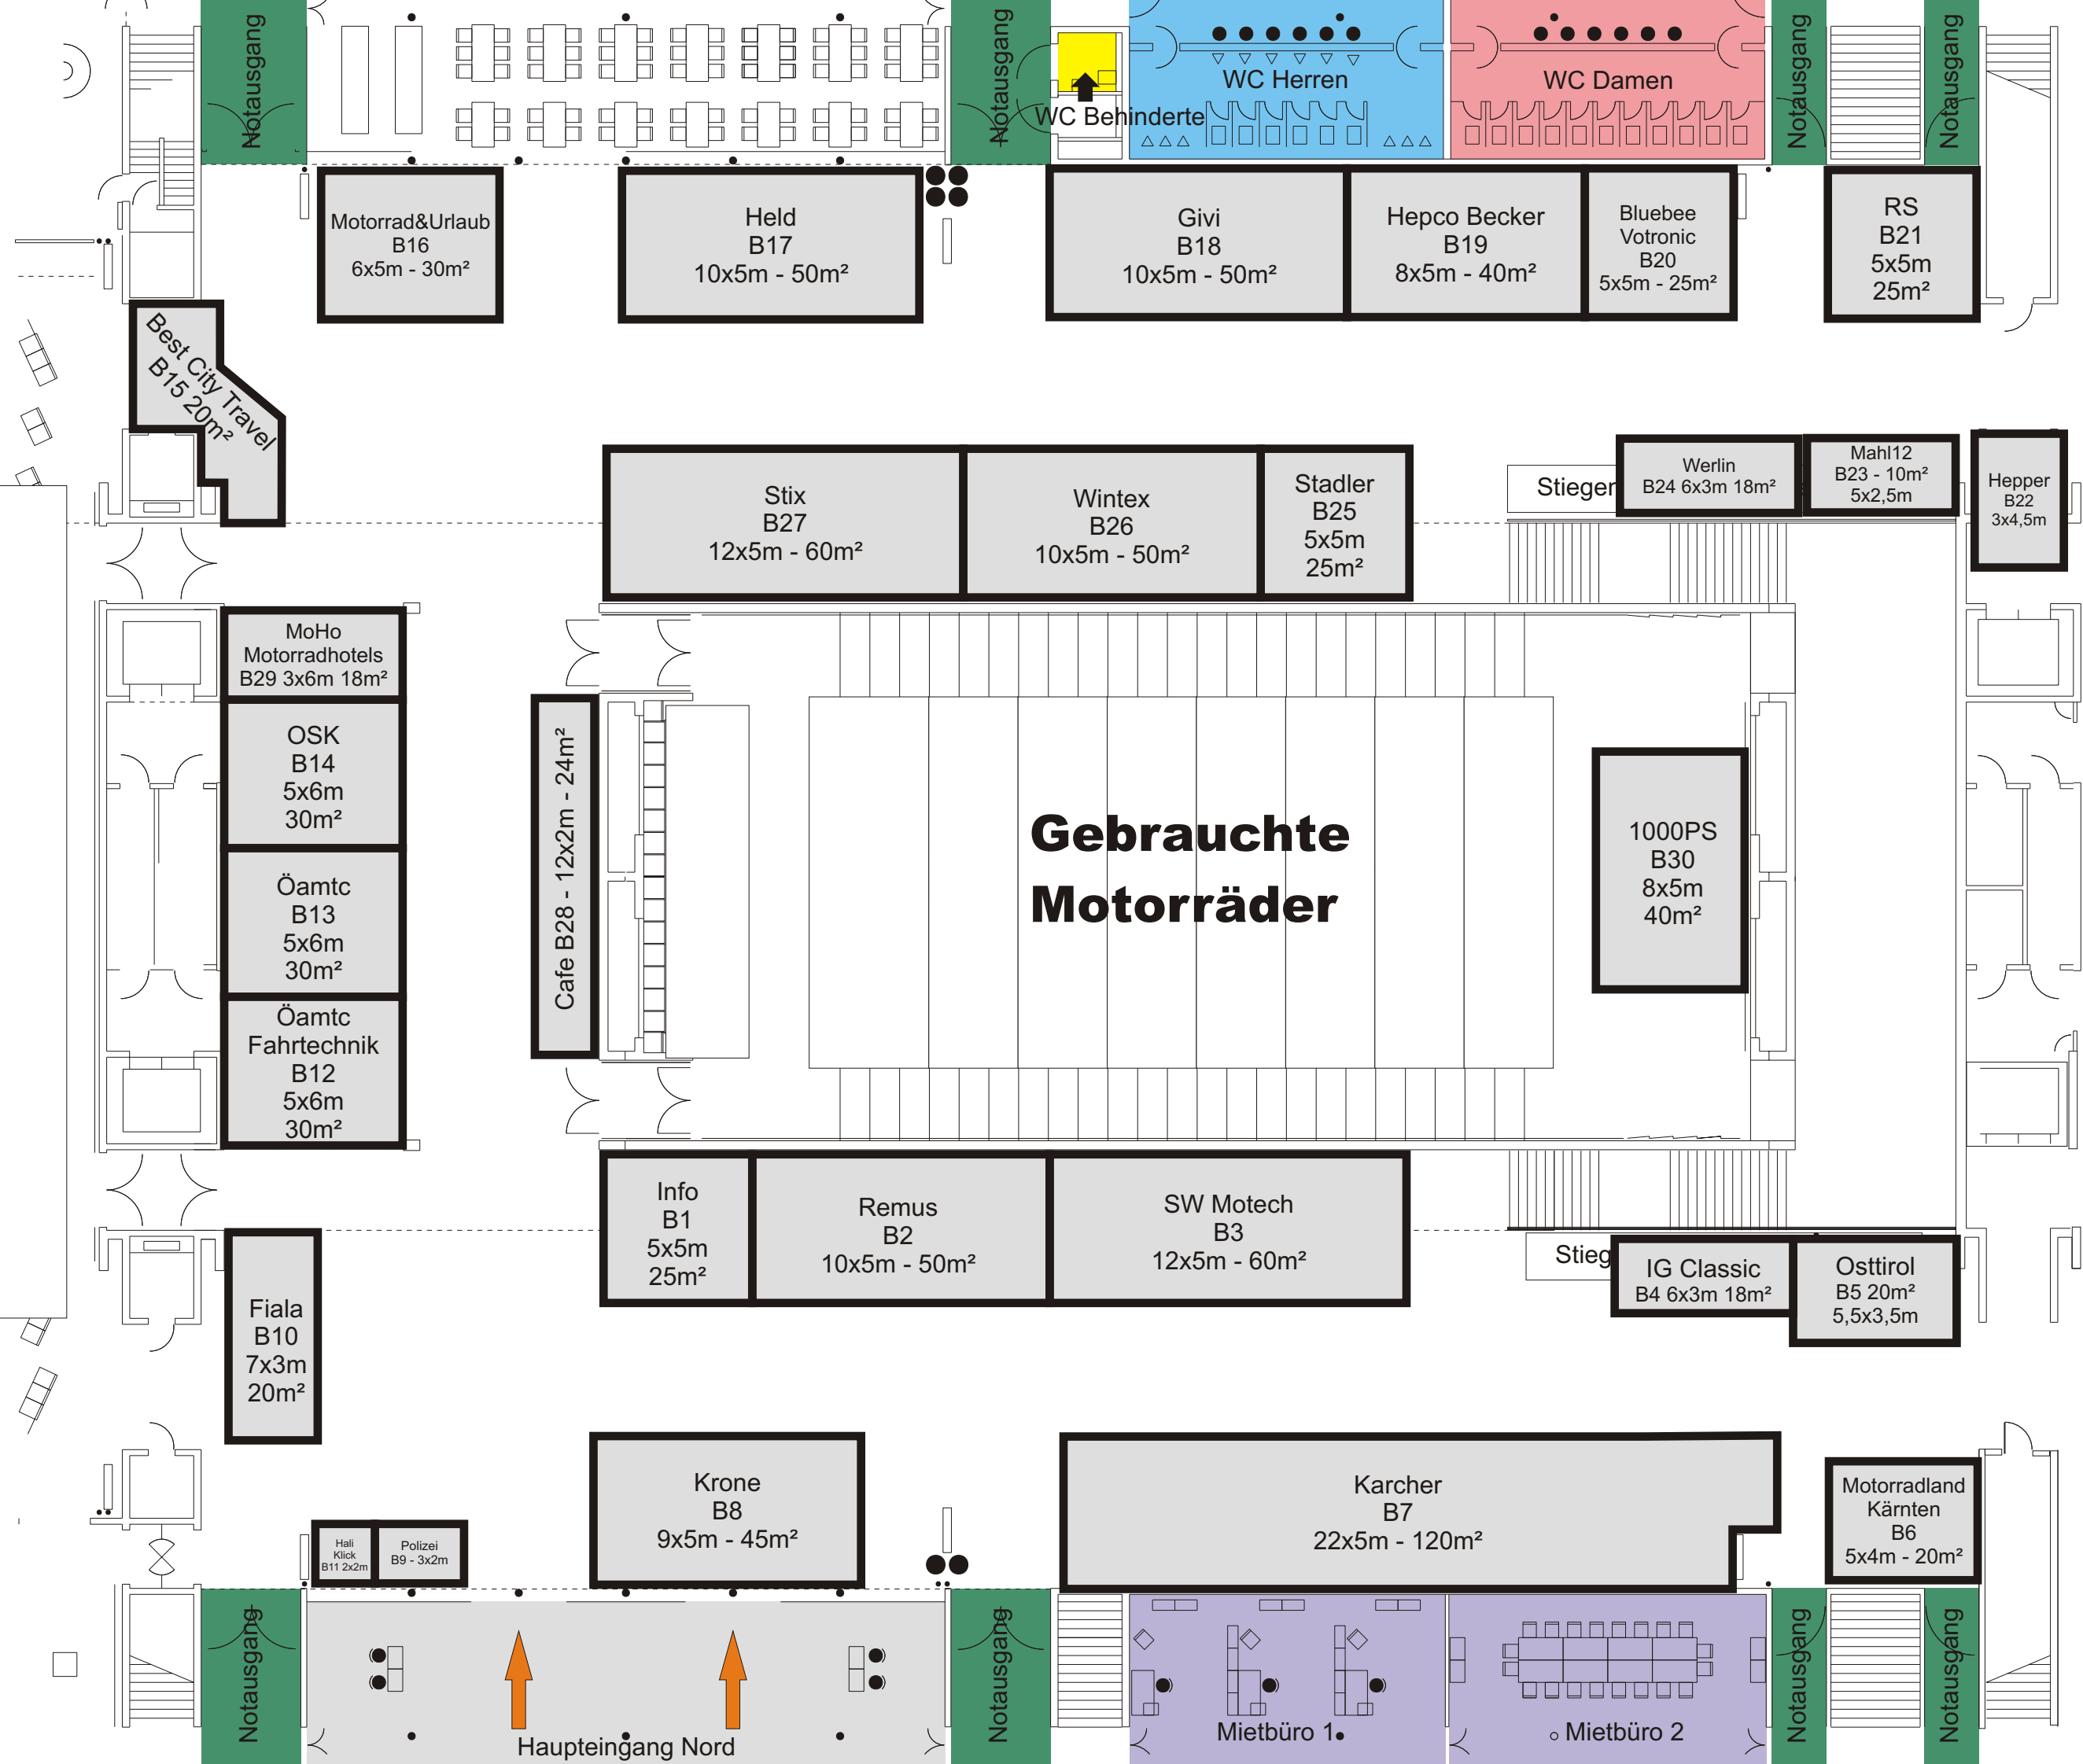 Notausgang
Notausgang
WC Behinderte
WC Herren
WC Damen
Notausgang
Notausgang
Motorrad&Urlaub
B16
6x5m - 30m²
Held
B17
10x5m - 50m²
Givi
B18
10x5m - 50m²
Hepco Becker
B19
8x5m - 40m²
Bluebee
Votronic
B20
5x5m - 25m²
RS
B21
5x5m
25m²
Best City Travel
B15 20m²
Stix
B27
12x5m - 60m²
Wintex
B26
10x5m - 50m²
Stadler
B25
5x5m
25m²
Stieger
Werlin
B24 6x3m 18m²
Mahl12
B23 - 10m²
5x2,5m
Hepper
B22
3x4,5m
MoHo
Motorradhotels
B29 3x6m 18m²
OSK
B14
5x6m
30m²
Öamtc
B13
5x6m
30m²
Öamtc
Fahrtechnik
B12
5x6m
30m²
Cafe B28 - 12x2m - 24m²
Gebrauchte
Motorräder
1000PS
B30
8x5m
40m²
Info
B1
5x5m
25m²
Remus
B2
10x5m - 50m²
SW Motech
B3
12x5m - 60m²
Stieg
IG Classic
B4 6x3m 18m²
Osttirol
B5 20m²
5,5x3,5m
Fiala
B10
7x3m
20m²
Krone
B8
9x5m - 45m²
Karcher
B7
22x5m - 120m²
Motorradland
Kärnten
B6
5x4m - 20m²
Hali
Klick
B11 2x2m
Polizei
B9 - 3x2m
Notausgang
Haupteingang Nord
Notausgang
Mietbüro 1
Mietbüro 2
Notausgang
Notausgang